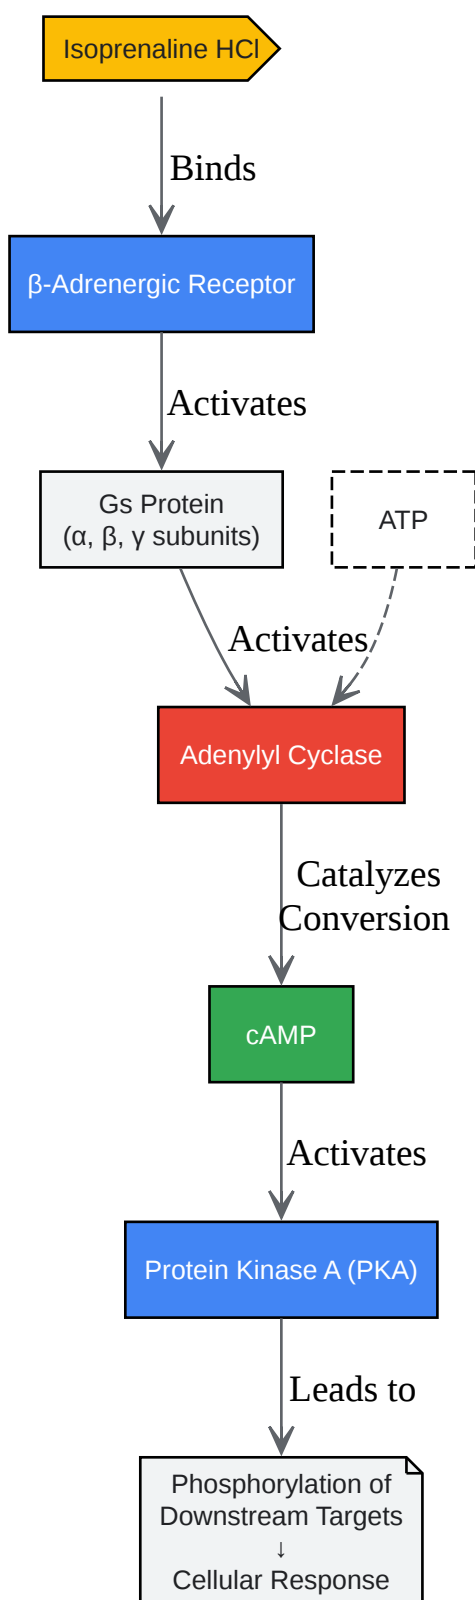 Isoprenaline HCl
Binds
β-Adrenergic Receptor
Activates
Gs Protein
(α, β, γ subunits)
ATP
Activates
Adenylyl Cyclase
Catalyzes
Conversion
cAMP
Activates
Protein Kinase A (PKA)
Leads to
Phosphorylation of
Downstream Targets
↓
Cellular Response